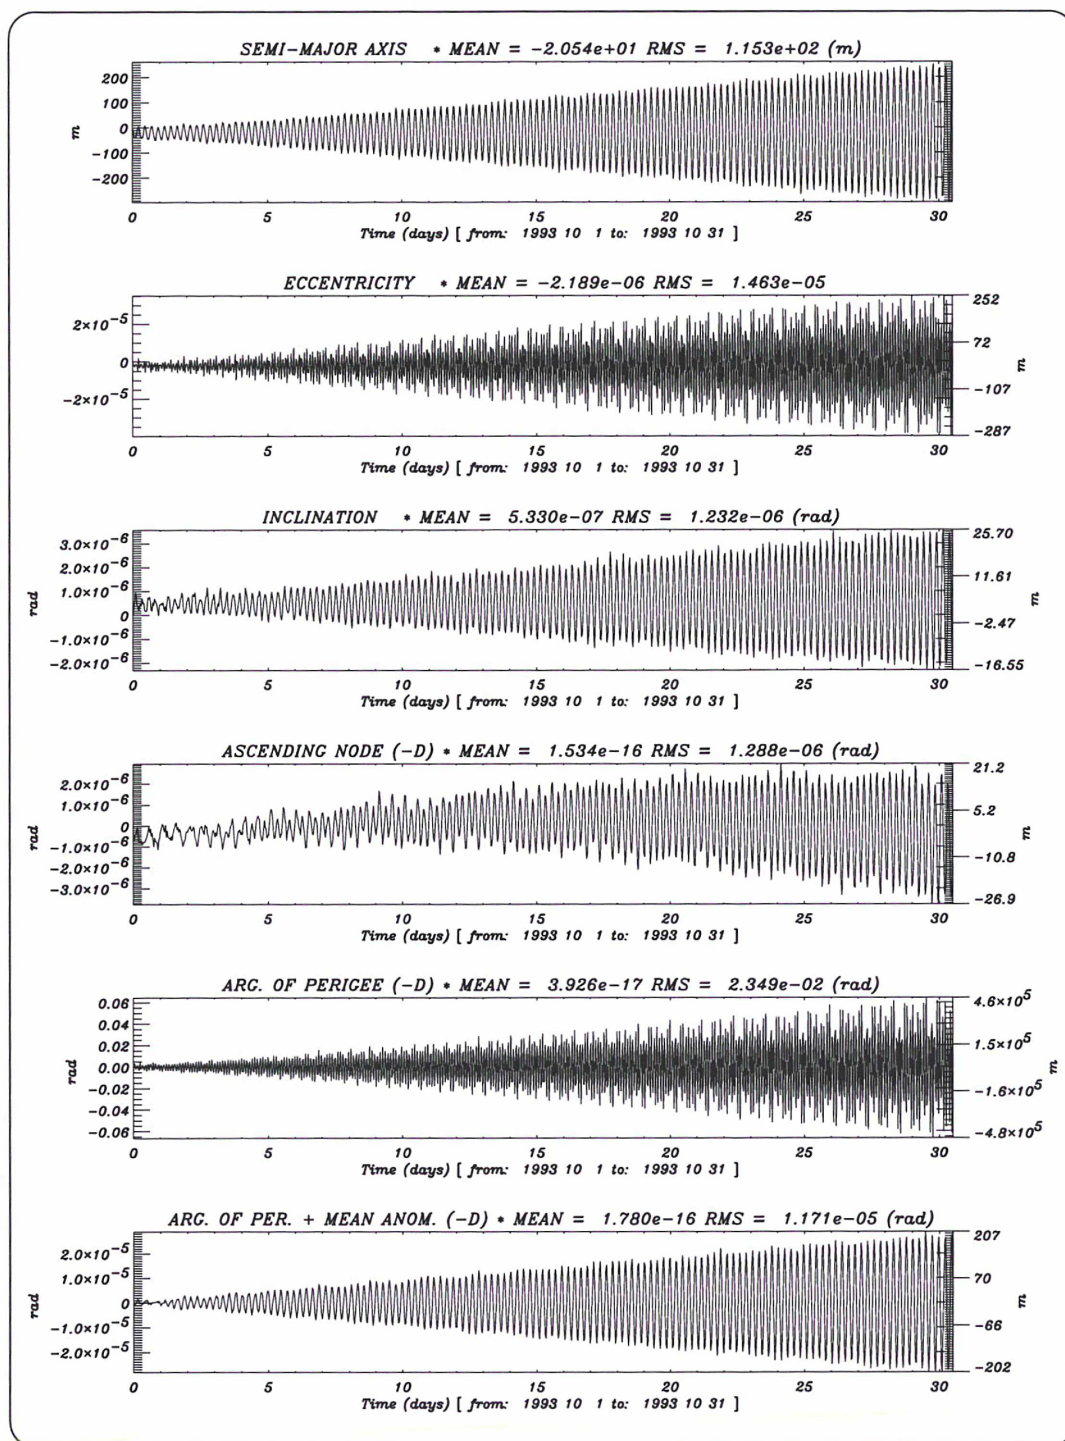 SEMI-MAJOR AXIS * MEAN = -2.054e+01 RMS = 1.153e+02 (m)
200
100
0
-100
-200
m
0 5 10 15 20 25 30
Time (days) [ from: 1993 10 1 to: 1993 10 31 ]
ECCENTRICITY * MEAN = -2.189e-06 RMS = 1.463e-05
2×10⁻⁵
0
-2×10⁻⁵
252
72
-107
-287
m
0 5 10 15 20 25 30
Time (days) [ from: 1993 10 1 to: 1993 10 31 ]
INCLINATION * MEAN = 5.330e-07 RMS = 1.232e-06 (rad)
3.0×10⁻⁶
2.0×10⁻⁶
1.0×10⁻⁶
0
-1.0×10⁻⁶
-2.0×10⁻⁶
rad
25.70
11.61
-2.47
-16.55
m
0 5 10 15 20 25 30
Time (days) [ from: 1993 10 1 to: 1993 10 31 ]
ASCENDING NODE (-D) * MEAN = 1.534e-16 RMS = 1.288e-06 (rad)
2.0×10⁻⁶
1.0×10⁻⁶
0
-1.0×10⁻⁶
-2.0×10⁻⁶
-3.0×10⁻⁶
rad
21.2
5.2
-10.8
-26.9
m
0 5 10 15 20 25 30
Time (days) [ from: 1993 10 1 to: 1993 10 31 ]
ARG. OF PERIGEE (-D) * MEAN = 3.926e-17 RMS = 2.349e-02 (rad)
0.06
0.04
0.02
0.00
-0.02
-0.04
-0.06
rad
4.6×10⁵
1.5×10⁵
-1.6×10⁵
-4.8×10⁵
m
0 5 10 15 20 25 30
Time (days) [ from: 1993 10 1 to: 1993 10 31 ]
ARG. OF PER. + MEAN ANOM. (-D) * MEAN = 1.780e-16 RMS = 1.171e-05 (rad)
2.0×10⁻⁵
1.0×10⁻⁵
0
-1.0×10⁻⁵
-2.0×10⁻⁵
rad
207
70
-66
-202
m
0 5 10 15 20 25 30
Time (days) [ from: 1993 10 1 to: 1993 10 31 ]